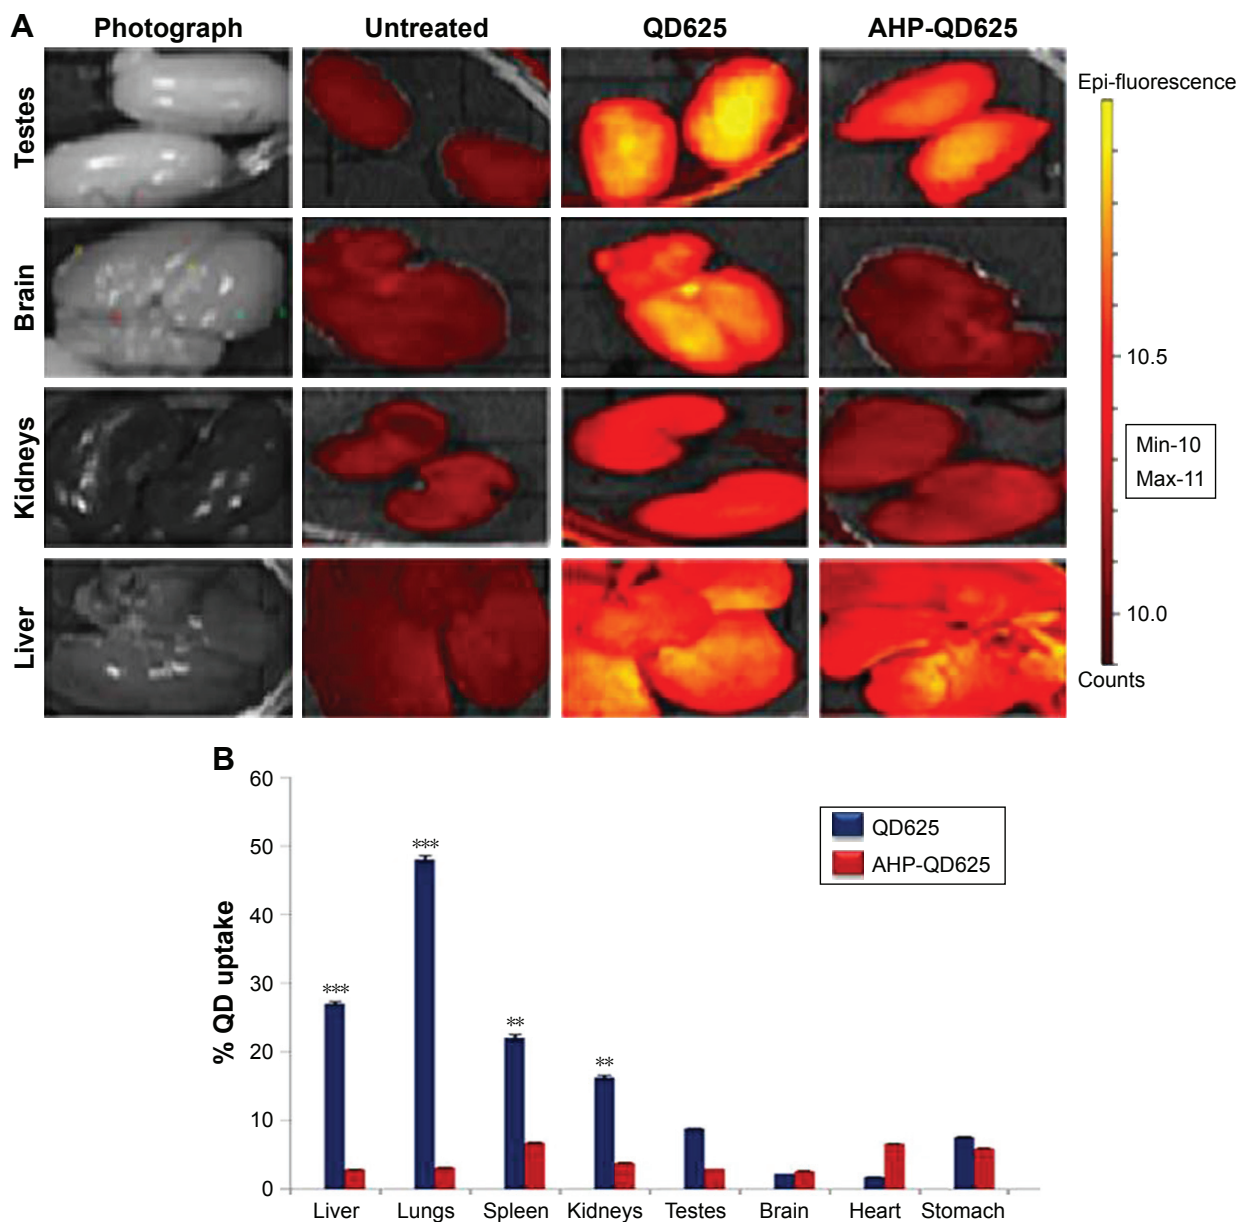 A
Photograph Untreated QD625 AHP-QD625
Testes
Brain
Kidneys
Liver
Epi-fluorescence
10.5
Min-10
Max-11
10.0
Counts
B
% QD uptake
60
50
40
30
20
10
0
***
***
**
**
QD625
AHP-QD625
Liver Lungs Spleen Kidneys Testes Brain Heart Stomach